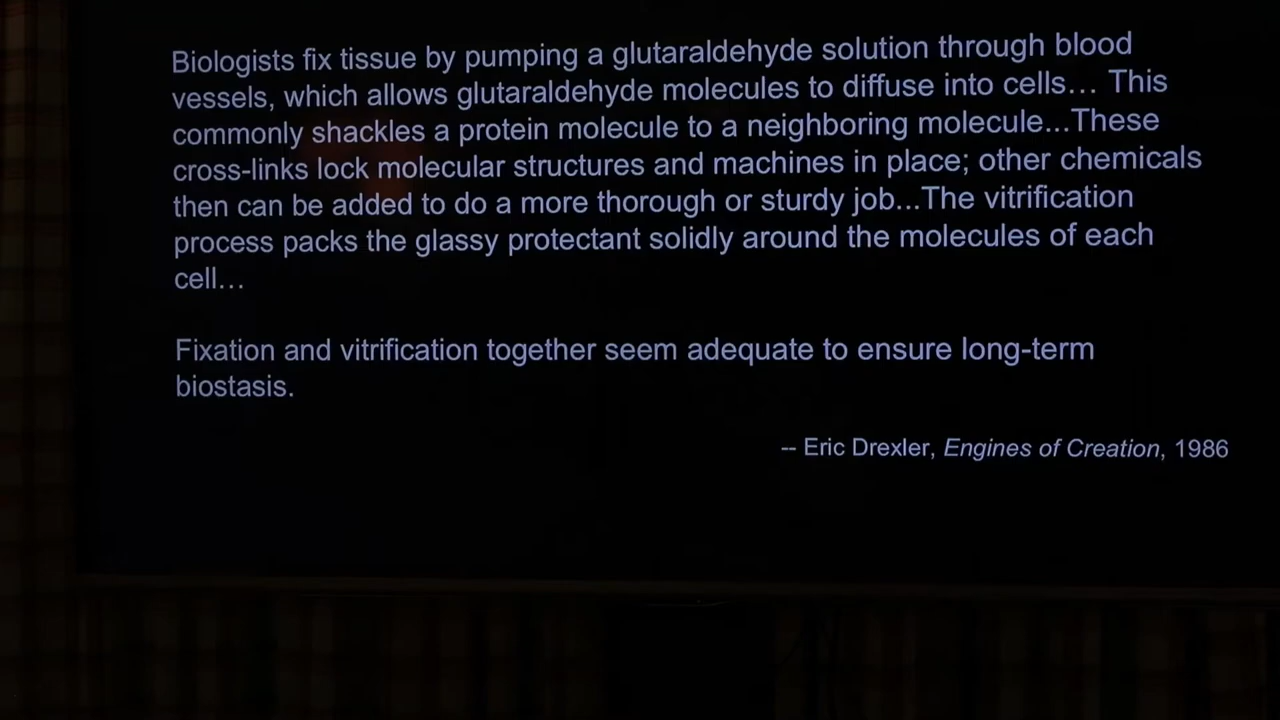 Biologists fix tissue by pumping a glutaraldehyde solution through blood
vessels, which allows glutaraldehyde molecules to diffuse into cells… This
commonly shackles a protein molecule to a neighboring molecule...These
cross-links lock molecular structures and machines in place; other chemicals
then can be added to do a more thorough or sturdy job...The vitrification
process packs the glassy protectant solidly around the molecules of each
cell…
Fixation and vitrification together seem adequate to ensure long-term
biostasis.
-- Eric Drexler, Engines of Creation, 1986